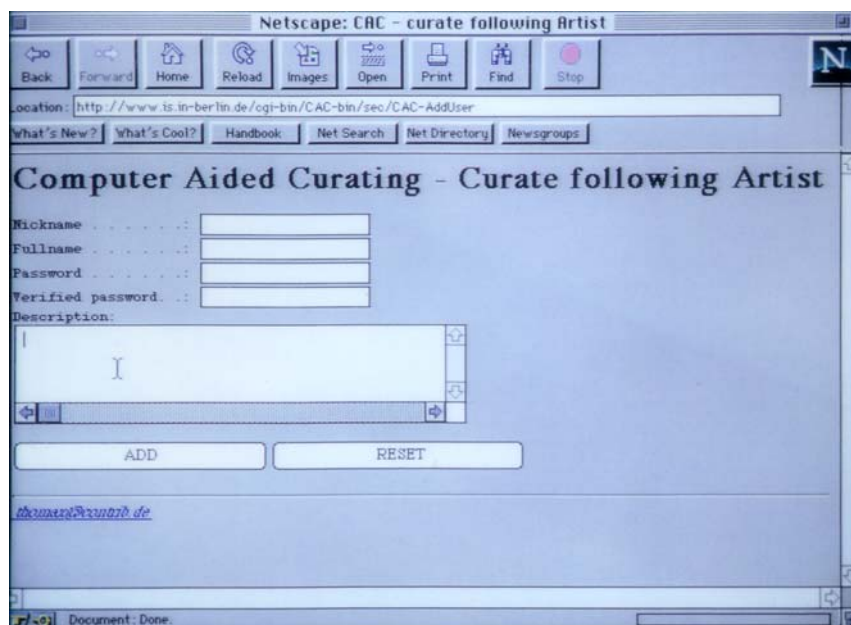 Netscape: CAC - curate following Artist
Back Forward Home Reload Images Open Print Find Stop
N
Location: http://www.is.in-berlin.de/cgi-bin/CAC-bin/sec/CAC-AddUser
What's New? What's Cool? Handbook Net Search Net Directory Newsgroups
Computer Aided Curating - Curate following Artist
Nickname . . . . . .:
Fullname . . . . . .:
Password . . . . . .:
Verified password. .:
Description:
ADD RESET
Document: Done.